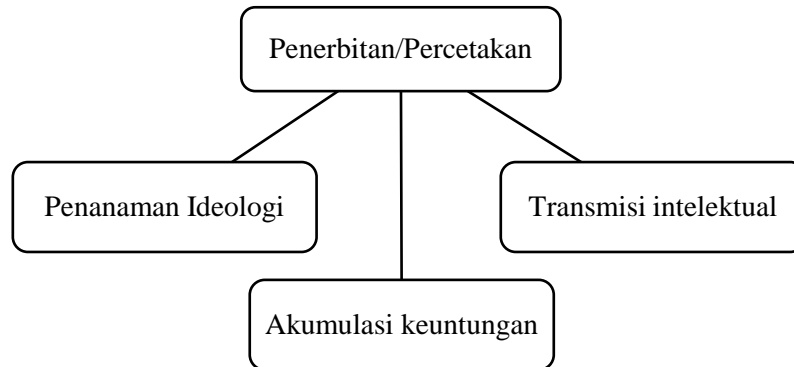 Penerbitan/Percetakan
Penanaman Ideologi
Transmisi intelektual
Akumulasi keuntungan